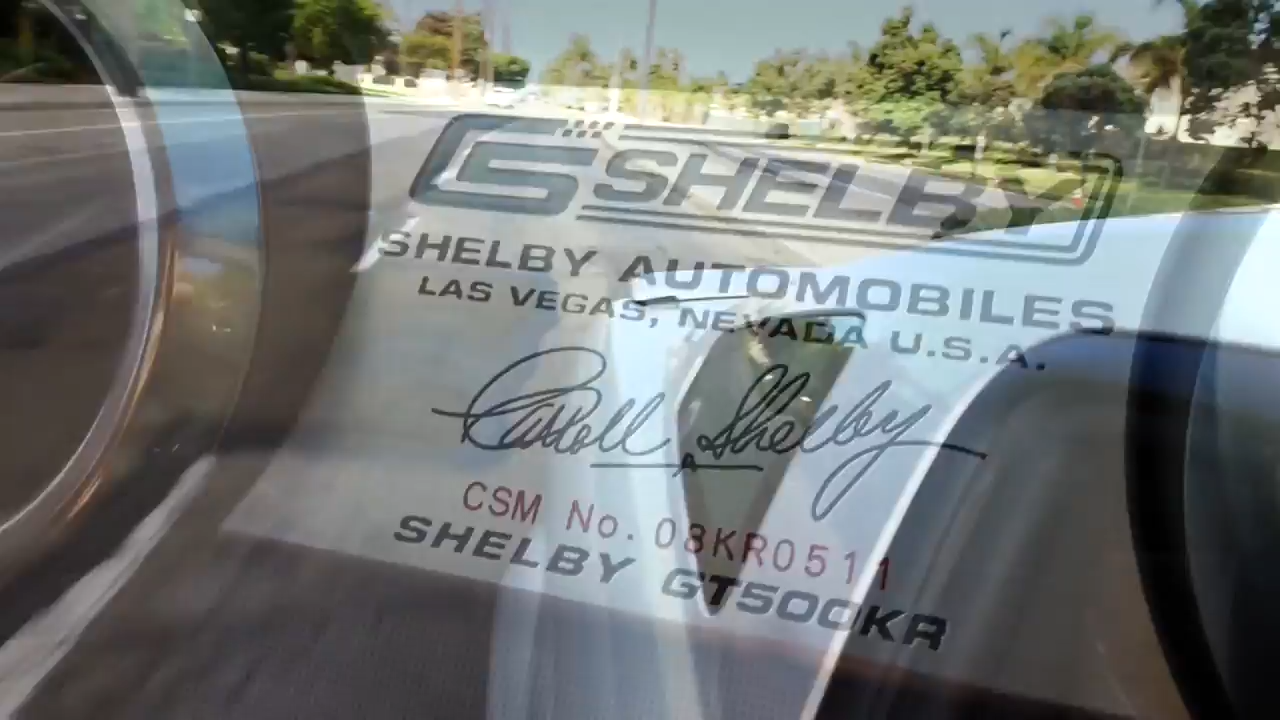 SHELBY
SHELBY AUTOMOBILES
LAS VEGAS, NEVADA U.S.A.
Carroll Shelby
CSM No. 08KR0511
SHELBY GT500KR